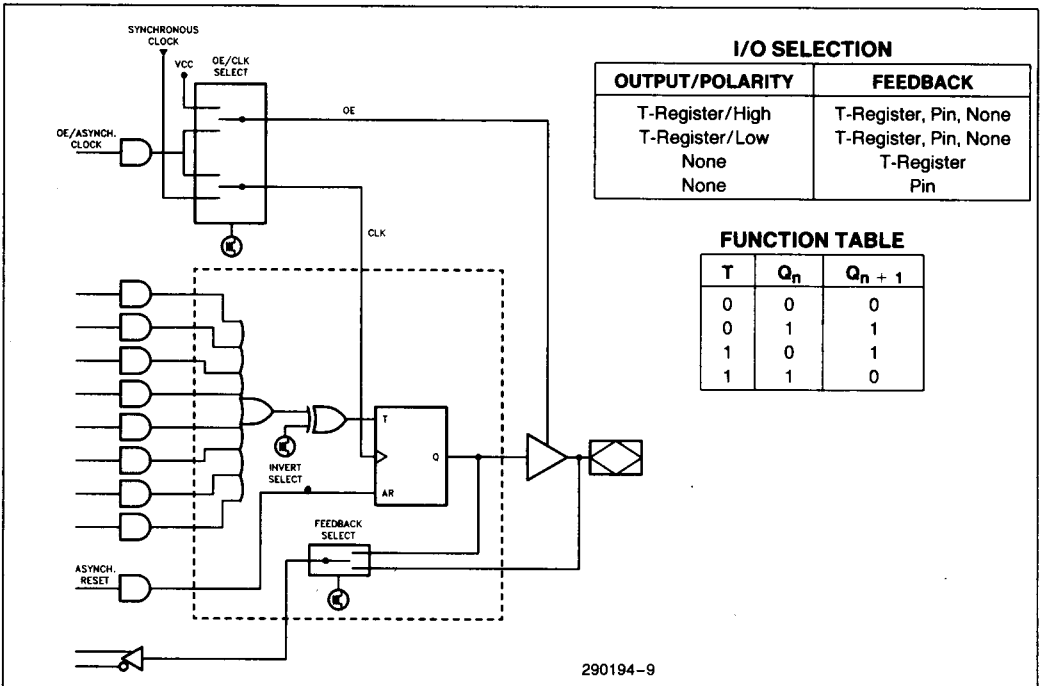 SYNCHRONOUS
CLOCK
VCC
OE/CLK
SELECT
OE
OE/ASYNCH.
CLOCK
CLK
T
Q
INVERT
SELECT
AR
FEEDBACK
SELECT
ASYNCH.
RESET
I/O SELECTION
OUTPUT/POLARITY FEEDBACK
T-Register/High T-Register, Pin, None
T-Register/Low T-Register, Pin, None
None T-Register
None Pin
FUNCTION TABLE
T Qn Qn + 1
0 0 0
0 1 1
1 0 1
1 1 0
290194–9